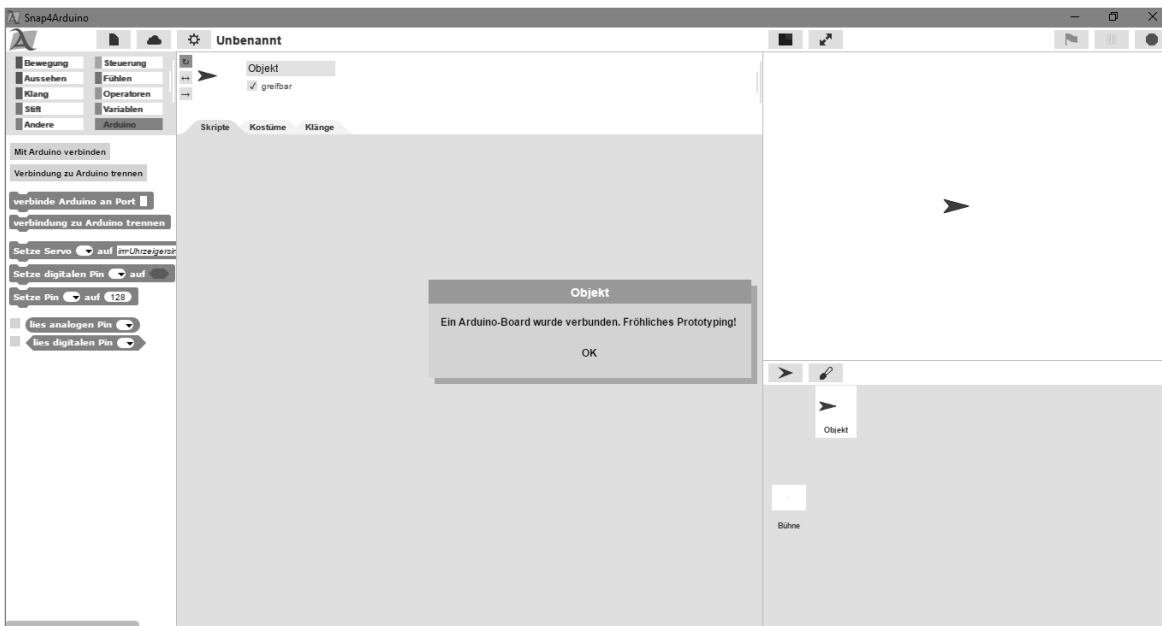 Snap4Arduino
Unbenannt
Bewegung
Steuerung
Aussehen
Fühlen
Klang
Operatoren
Stift
Variablen
Andere
Arduino
Objekt
greifbar
Skripte Kostüme Klänge
Mit Arduino verbinden
Verbindung zu Arduino trennen
verbinde Arduino an Port
verbindung zu Arduino trennen
Setze Servo auf im Uhrzeigersin
Setze digitalen Pin auf
Setze Pin auf 128
lies analogen Pin
lies digitalen Pin
Objekt
Ein Arduino-Board wurde verbunden. Fröhliches Prototyping!
OK
Objekt
Bühne